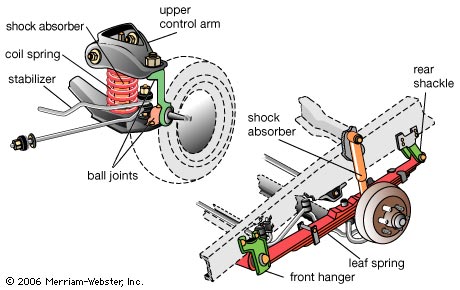 upper
control arm
shock absorber
coil spring
stabilizer
ball joints
rear
shackle
shock
absorber
leaf spring
front hanger
© 2006 Merriam-Webster, Inc.